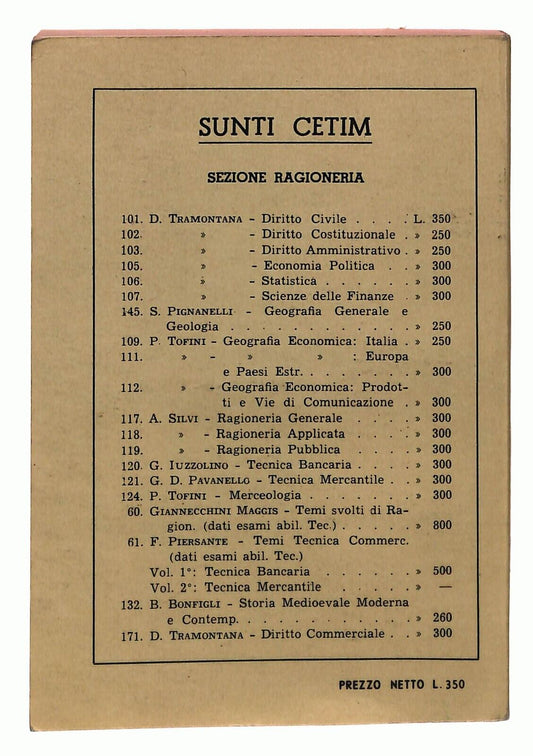 SUNTI CETIM
SEZIONE RAGIONERIA
101. D. TRAMONTANA – Diritto Civile . . . . L. 350
102. » – Diritto Costituzionale . » 250
103. » – Diritto Amministrativo . » 250
105. » – Economia Politica . . » 300
106. » – Statistica . . . . . . » 300
107. » – Scienze delle Finanze . » 300
145. S. PIGNANELLI – Geografia Generale e
Geologia . . . . . . . . . . . » 250
109. P. TOFINI – Geografia Economica: Italia . » 250
111. » – » » : Europa
e Paesi Estr. . . . . . . . » 300
112. » – Geografia Economica: Prodot-
ti e Vie di Comunicazione . » 300
117. A. SILVI – Ragioneria Generale . . . . » 300
118. » – Ragioneria Applicata . . . . » 300
119. » – Ragioneria Pubblica . . . . » 300
120. G. IUZZOLINO – Tecnica Bancaria . . . . » 300
121. G. D. PAVANELLO – Tecnica Mercantile . . » 300
124. P. TOFINI – Merceologia . . . . . . . » 300
60. GIANNECCHINI MAGGIS – Temi svolti di Ra-
gion. (dati esami abil. Tec.) . . . . . » 800
61. F. PIERSANTE – Temi Tecnica Commerc.
(dati esami abil. Tec.)
Vol. 1°: Tecnica Bancaria . . . . . . » 500
Vol. 2°: Tecnica Mercantile . . . . . » —
132. B. BONFIGLI – Storia Medioevale Moderna
e Contemp. . . . . . . . . . . . » 260
171. D. TRAMONTANA – Diritto Commerciale . . » 300
PREZZO NETTO L. 350